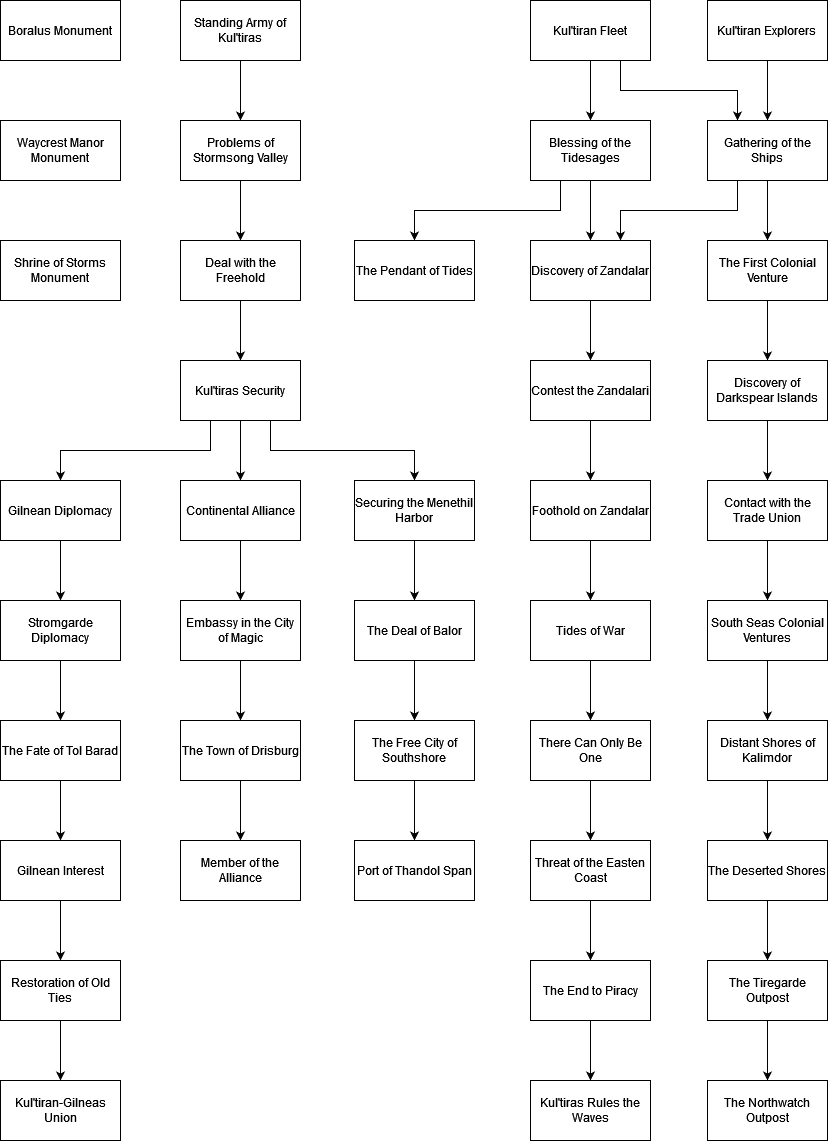 Boralus Monument
Standing Army of
Kul'tiras
Kul'tiran Fleet
Kul'tiran Explorers
Waycrest Manor
Monument
Problems of
Stormsong Valley
Blessing of the
Tidesages
Gathering of the
Ships
Shrine of Storms
Monument
Deal with the
Freehold
The Pendant of Tides
Discovery of Zandalar
The First Colonial
Venture
Kul'tiras Security
Contest the Zandalari
Discovery of
Darkspear Islands
Gilnean Diplomacy
Continental Alliance
Securing the Menethil
Harbor
Foothold on Zandalar
Contact with the
Trade Union
Stromgarde
Diplomacy
Embassy in the City
of Magic
The Deal of Balor
Tides of War
South Seas Colonial
Ventures
The Fate of Tol Barad
The Town of Drisburg
The Free City of
Southshore
There Can Only Be
One
Distant Shores of
Kalimdor
Gilnean Interest
Member of the
Alliance
Port of Thandol Span
Threat of the Easten
Coast
The Deserted Shores
Restoration of Old
Ties
The End to Piracy
The Tiregarde
Outpost
Kul'tiran-Gilneas
Union
Kul'tiras Rules the
Waves
The Northwatch
Outpost